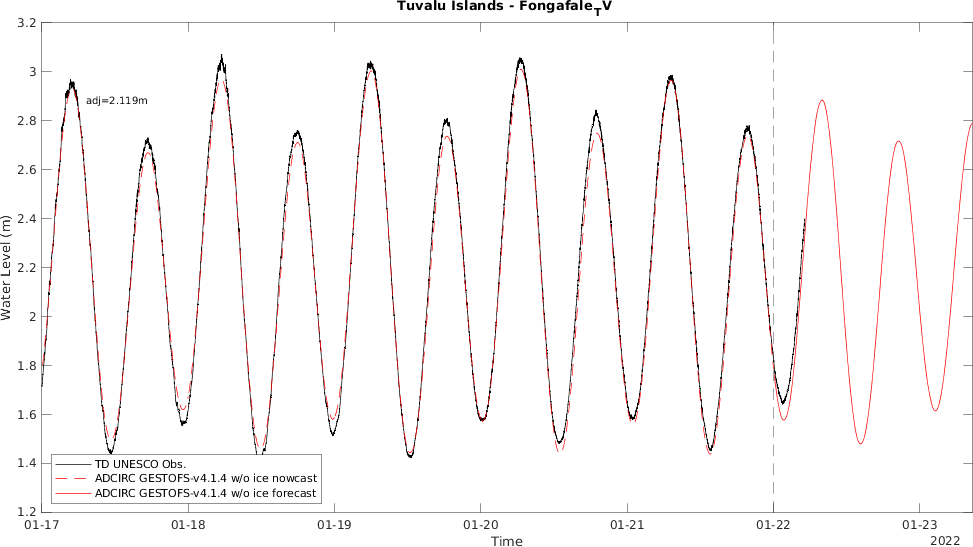 Tuvalu Islands - Fongafale_TV
3.2
3
2.8
2.6
2.4
2.2
2
1.8
1.6
1.4
1.2
Water Level (m)
adj=2.119m
TD UNESCO Obs.
ADCIRC GESTOFS-v4.1.4 w/o ice nowcast
ADCIRC GESTOFS-v4.1.4 w/o ice forecast
01-17 01-18 01-19 01-20 01-21 01-22 01-23
Time
2022